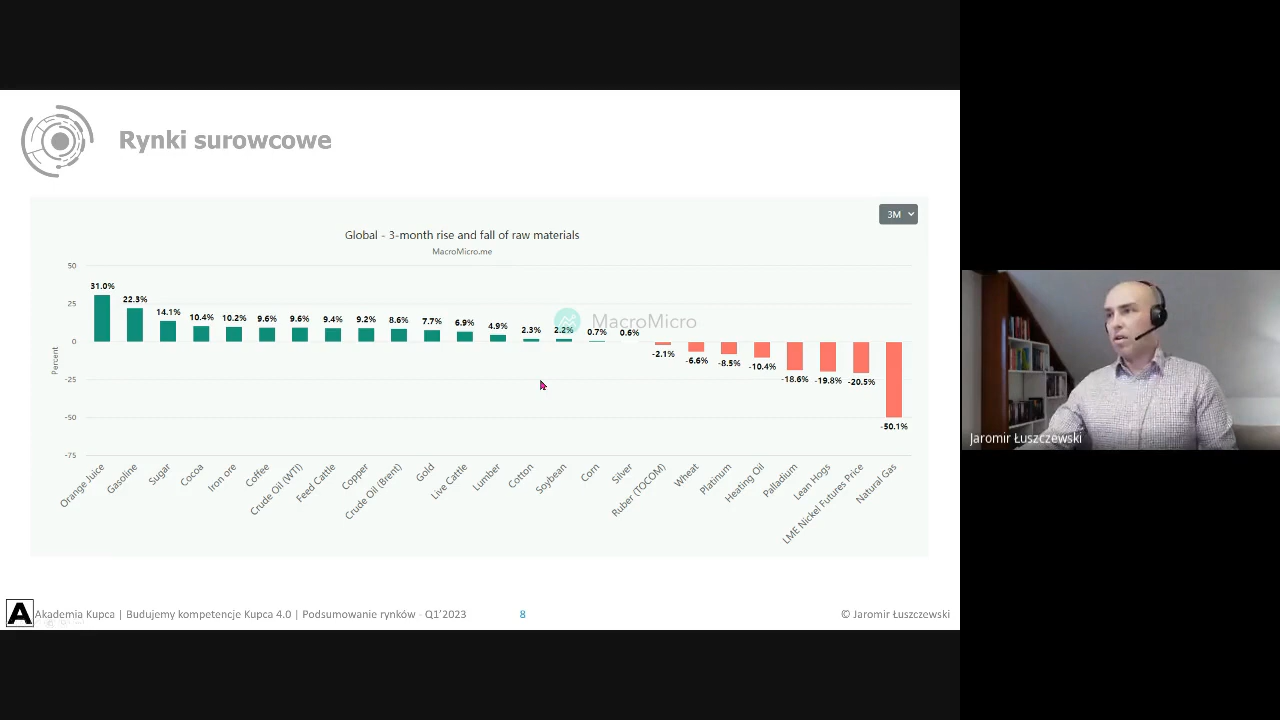 Rynki surowcowe
3M
Global - 3-month rise and fall of raw materials
MacroMicro.me
50
25
0
-25
-50
-75
Percent
31.0%
22.3%
14.1%
10.4%
10.2%
9.6%
9.6%
9.4%
9.2%
8.6%
7.7%
6.9%
4.9%
2.3%
2.2%
0.7%
0.6%
-2.1%
-6.6%
-8.5%
-10.4%
-18.6%
-19.8%
-20.5%
-50.1%
MacroMicro
Orange Juice
Gasoline
Sugar
Cocoa
Iron ore
Coffee
Crude Oil (WTI)
Feed Cattle
Copper
Crude Oil (Brent)
Gold
Live Cattle
Lumber
Cotton
Soybean
Corn
Silver
Ruber (TOCOM)
Wheat
Platinum
Heating Oil
Palladium
Lean Hogs
LME Nickel Futures Price
Natural Gas
Jaromir Łuszczewski
A
Akademia Kupca | Budujemy kompetencje Kupca 4.0 | Podsumowanie rynków - Q1'2023
8
© Jaromir Łuszczewski